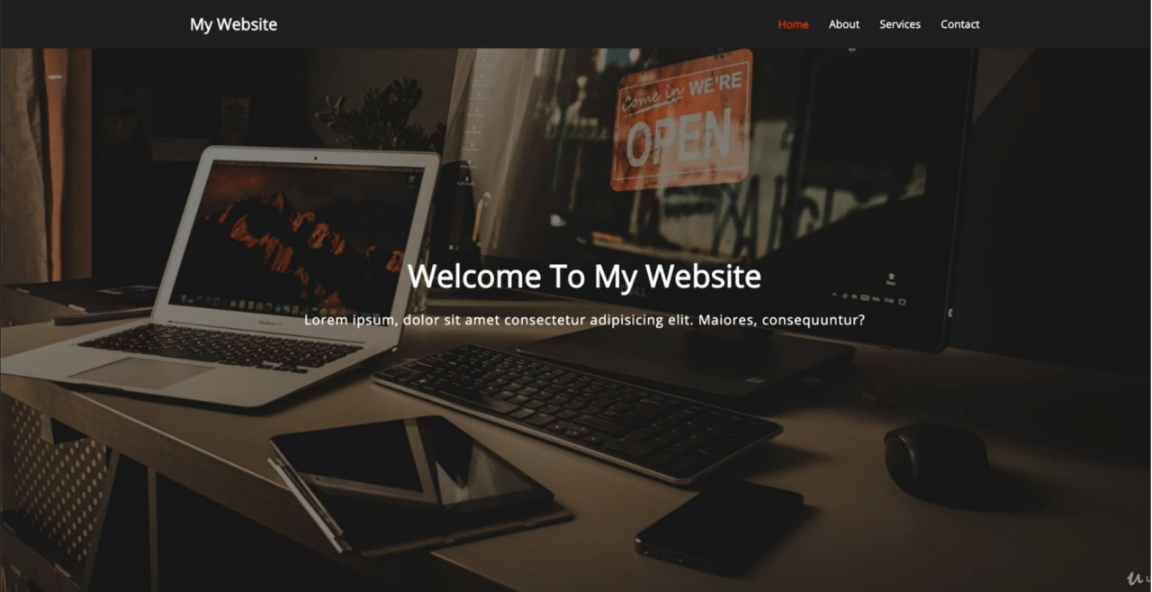 My Website
Home About Services Contact
Come in WE'RE
OPEN
Welcome To My Website
Lorem ipsum, dolor sit amet consectetur adipisicing elit. Maiores, consequuntur?